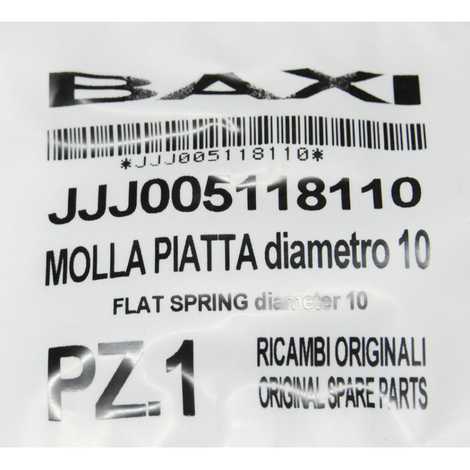 BAXI
*JJJ005118110*
JJJ005118110
MOLLA PIATTA diametro 10
FLAT SPRING diameter 10
PZ.1
RICAMBI ORIGINALI
ORIGINAL SPARE PARTS